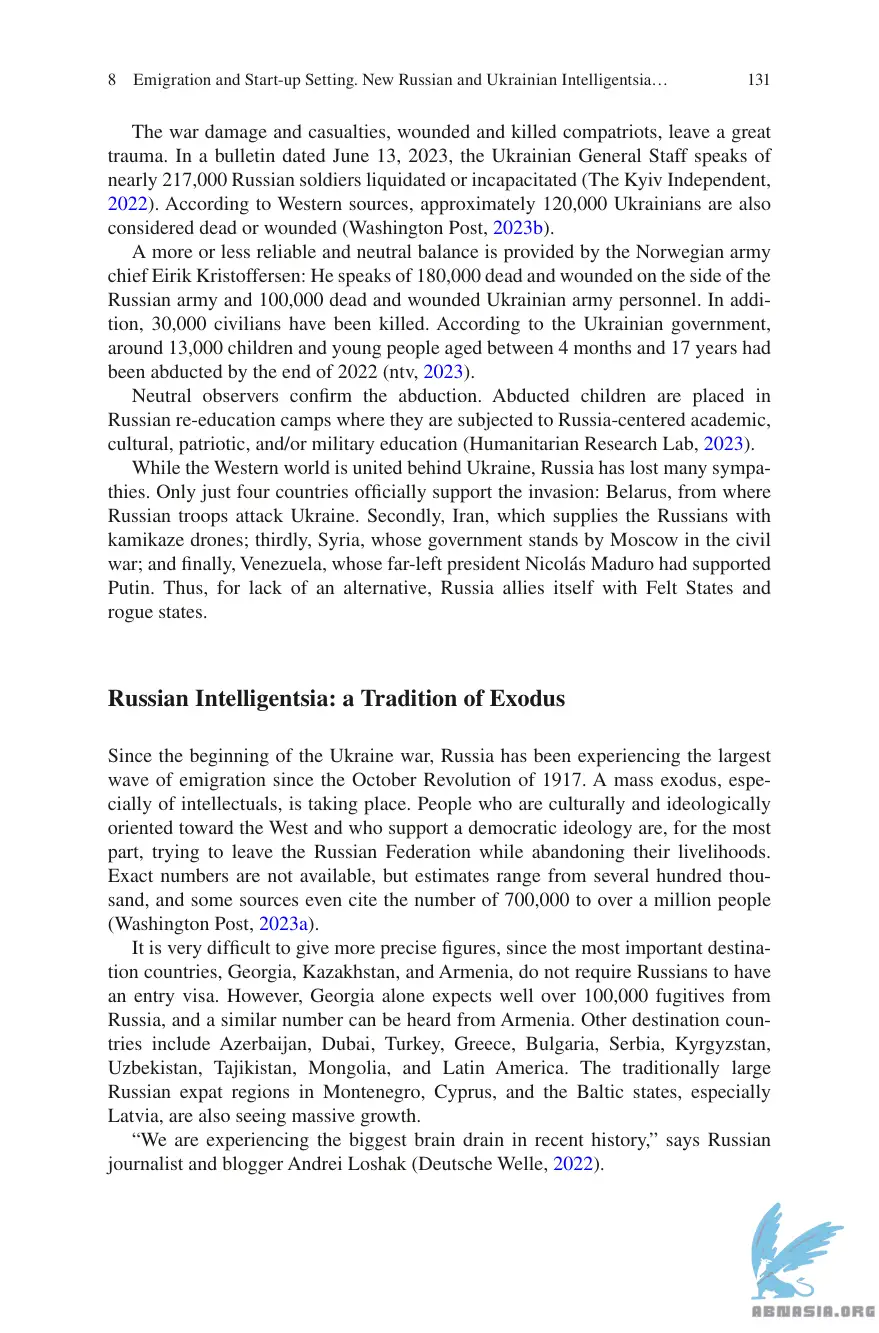 8 Emigration and Start-up Setting. New Russian and Ukrainian Intelligentsia… 131
The war damage and casualties, wounded and killed compatriots, leave a great
trauma. In a bulletin dated June 13, 2023, the Ukrainian General Staff speaks of
nearly 217,000 Russian soldiers liquidated or incapacitated (The Kyiv Independent,
2022). According to Western sources, approximately 120,000 Ukrainians are also
considered dead or wounded (Washington Post, 2023b).
A more or less reliable and neutral balance is provided by the Norwegian army
chief Eirik Kristoffersen: He speaks of 180,000 dead and wounded on the side of the
Russian army and 100,000 dead and wounded Ukrainian army personnel. In addi-
tion, 30,000 civilians have been killed. According to the Ukrainian government,
around 13,000 children and young people aged between 4 months and 17 years had
been abducted by the end of 2022 (ntv, 2023).
Neutral observers confirm the abduction. Abducted children are placed in
Russian re-education camps where they are subjected to Russia-centered academic,
cultural, patriotic, and/or military education (Humanitarian Research Lab, 2023).
While the Western world is united behind Ukraine, Russia has lost many sympa-
thies. Only just four countries officially support the invasion: Belarus, from where
Russian troops attack Ukraine. Secondly, Iran, which supplies the Russians with
kamikaze drones; thirdly, Syria, whose government stands by Moscow in the civil
war; and finally, Venezuela, whose far-left president Nicolás Maduro had supported
Putin. Thus, for lack of an alternative, Russia allies itself with Felt States and
rogue states.
Russian Intelligentsia: a Tradition of Exodus
Since the beginning of the Ukraine war, Russia has been experiencing the largest
wave of emigration since the October Revolution of 1917. A mass exodus, espe-
cially of intellectuals, is taking place. People who are culturally and ideologically
oriented toward the West and who support a democratic ideology are, for the most
part, trying to leave the Russian Federation while abandoning their livelihoods.
Exact numbers are not available, but estimates range from several hundred thou-
sand, and some sources even cite the number of 700,000 to over a million people
(Washington Post, 2023a).
It is very difficult to give more precise figures, since the most important destina-
tion countries, Georgia, Kazakhstan, and Armenia, do not require Russians to have
an entry visa. However, Georgia alone expects well over 100,000 fugitives from
Russia, and a similar number can be heard from Armenia. Other destination coun-
tries include Azerbaijan, Dubai, Turkey, Greece, Bulgaria, Serbia, Kyrgyzstan,
Uzbekistan, Tajikistan, Mongolia, and Latin America. The traditionally large
Russian expat regions in Montenegro, Cyprus, and the Baltic states, especially
Latvia, are also seeing massive growth.
“We are experiencing the biggest brain drain in recent history,” says Russian
journalist and blogger Andrei Loshak (Deutsche Welle, 2022).
ABNASIA.ORG